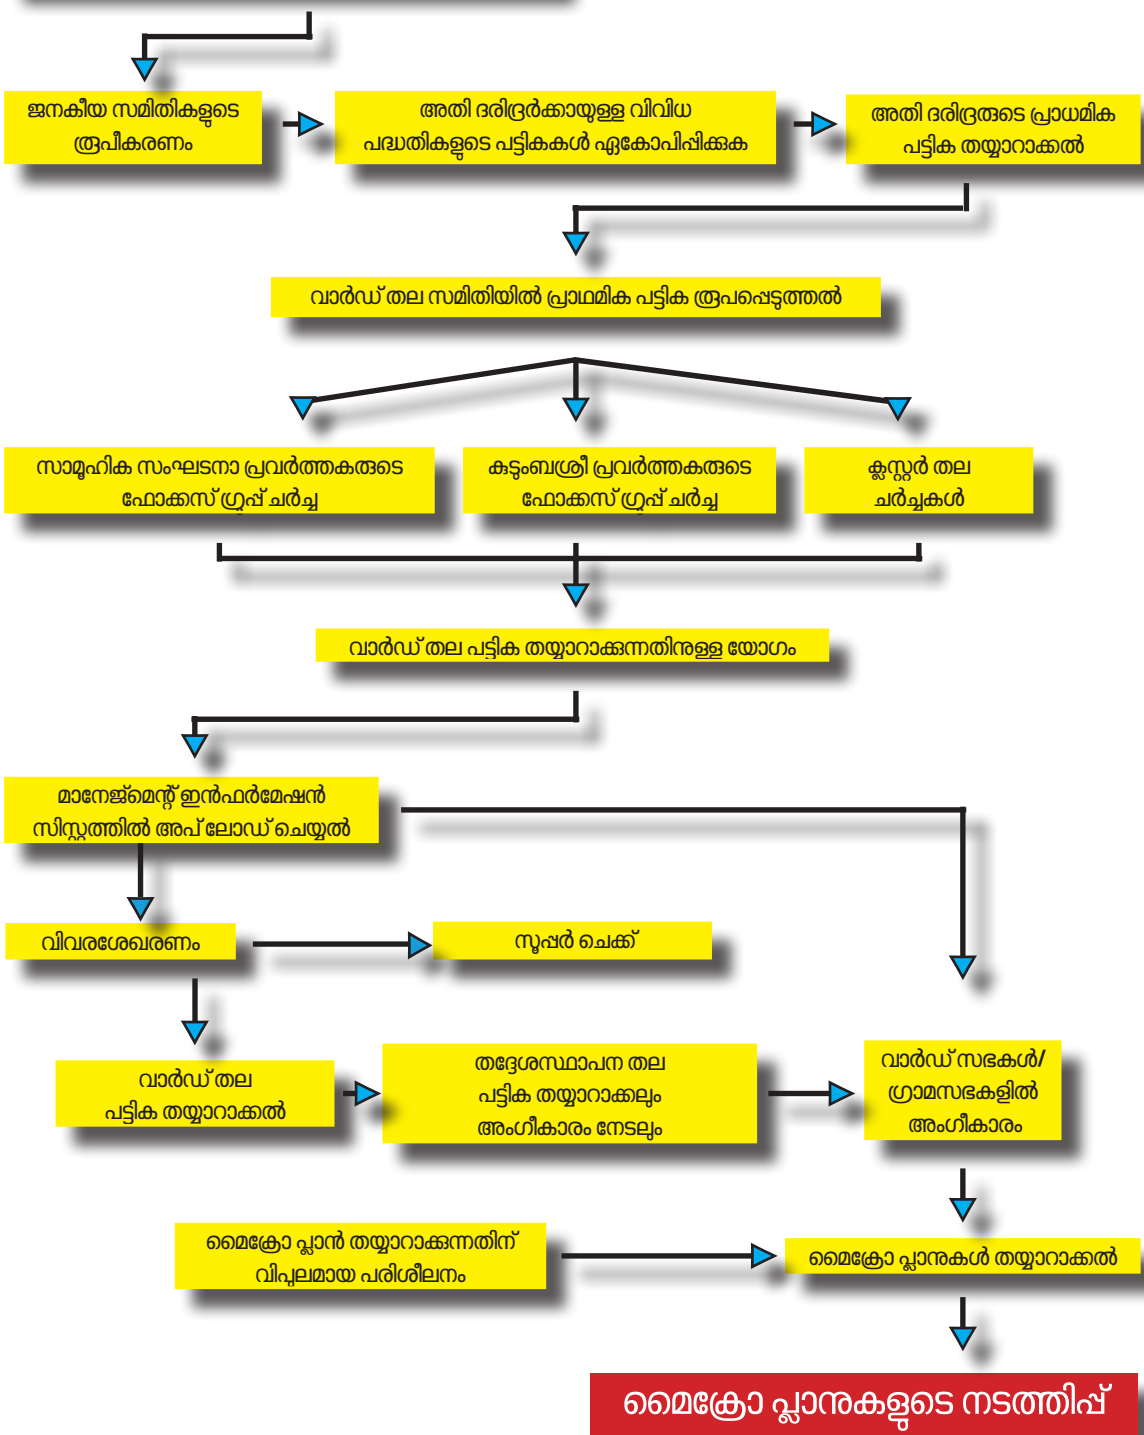 ജനകീയ സമിതികളുടെ
രൂപീകരണം
അതി ദരിദ്രർക്കായുള്ള വിവിധ
പദ്ധതികളുടെ പട്ടികകൾ ഏകോപിപ്പിക്കുക
അതി ദരിദ്രരുടെ പ്രാധമിക
പട്ടിക തയ്യാറാക്കൽ
വാർഡ് തല സമിതിയിൽ പ്രാഥമിക പട്ടിക രൂപപ്പെടുത്തൽ
സാമൂഹിക സംഘടനാ പ്രവർത്തകരുടെ
ഫോക്കസ് ഗ്രൂപ്പ് ചർച്ച
കുടുംബശ്രീ പ്രവർത്തകരുടെ
ഫോക്കസ് ഗ്രൂപ്പ് ചർച്ച
ക്ലസ്റ്റർ തല
ചർച്ചകൾ
വാർഡ് തല പട്ടിക തയ്യാറാക്കുന്നതിനുള്ള യോഗം
മാനേജ്മെന്റ് ഇൻഫർമേഷൻ
സിസ്റ്റത്തിൽ അപ് ലോഡ് ചെയ്യൽ
വിവരശേഖരണം
സൂപ്പർ ചെക്ക്
വാർഡ് തല
പട്ടിക തയ്യാറാക്കൽ
തദ്ദേശസ്ഥാപന തല
പട്ടിക തയ്യാറാക്കലും
അംഗീകാരം നേടലും
വാർഡ് സഭകൾ/
ഗ്രാമസഭകളിൽ
അംഗീകാരം
മൈക്രോ പ്ലാൻ തയ്യാറാക്കുന്നതിന്
വിപുലമായ പരിശീലനം
മൈക്രോ പ്ലാനുകൾ തയ്യാറാക്കൽ
മൈക്രോ പ്ലാനുകളുടെ നടത്തിപ്പ്